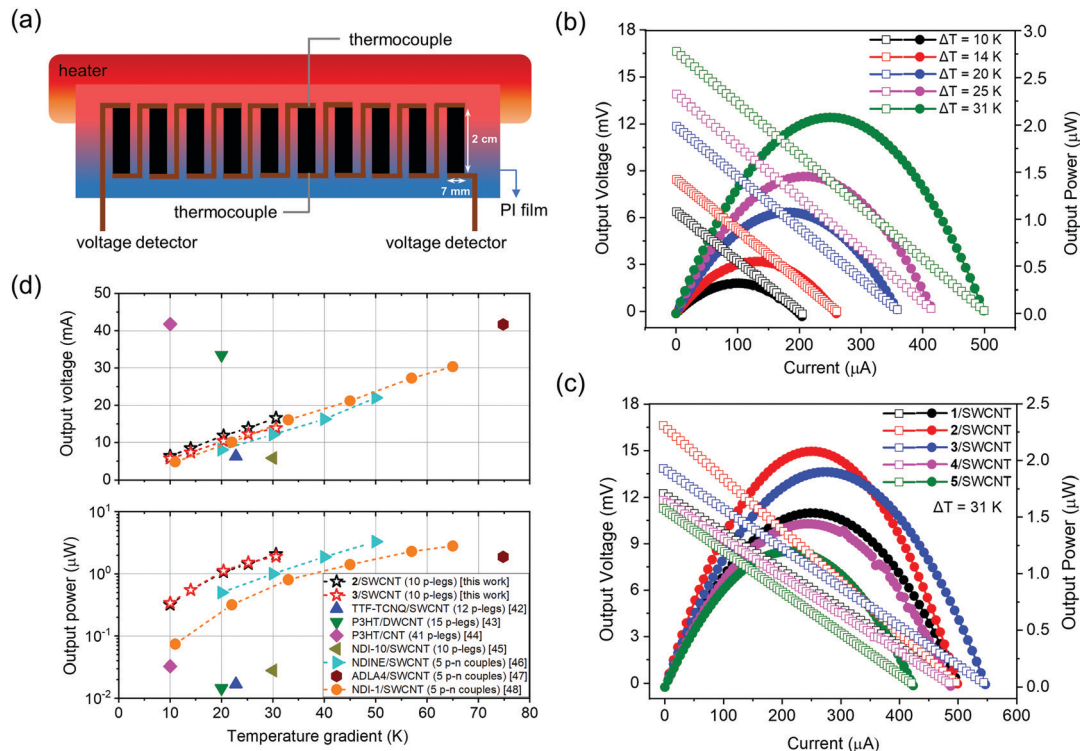 (a)
thermocouple
heater
2 cm
7 mm
PI film
thermocouple
voltage detector
voltage detector
(b)
18
15
12
9
6
3
0
Output Voltage (mV)
3.0
2.5
2.0
1.5
1.0
0.5
0.0
Output Power (μW)
ΔT = 10 K
ΔT = 14 K
ΔT = 20 K
ΔT = 25 K
ΔT = 31 K
0 100 200 300 400 500
Current (μA)
(d)
50
40
30
20
10
0
Output voltage (mA)
10¹
10⁰
10⁻¹
10⁻²
Output power (μW)
2/SWCNT (10 p-legs) [this work]
3/SWCNT (10 p-legs) [this work]
TTF-TCNQ/SWCNT (12 p-legs) [42]
P3HT/DWCNT (15 p-legs) [43]
P3HT/CNT (41 p-legs) [44]
NDI-10/SWCNT (10 p-legs) [45]
NDINE/SWCNT (5 p-n couples) [46]
ADLA4/SWCNT (5 p-n couples) [47]
NDI-1/SWCNT (5 p-n couples) [48]
0 10 20 30 40 50 60 70 80
Temperature gradient (K)
(c)
18
15
12
9
6
3
0
Output Voltage (mV)
2.5
2.0
1.5
1.0
0.5
0.0
Output Power (μW)
1/SWCNT
2/SWCNT
3/SWCNT
4/SWCNT
5/SWCNT
ΔT = 31 K
0 100 200 300 400 500 600
Current (μA)